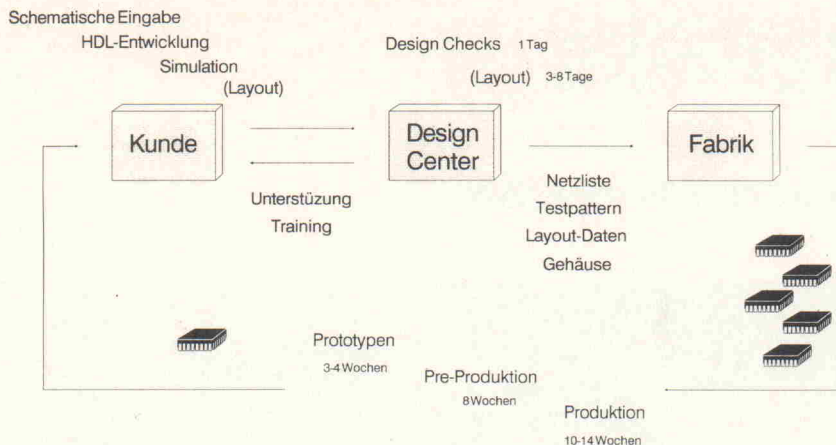 Schematische Eingabe
HDL-Entwicklung
Simulation
(Layout)
Design Checks 1 Tag
(Layout) 3-8 Tage
Kunde
Design
Center
Fabrik
Unterstüzung
Training
Netzliste
Testpattern
Layout-Daten
Gehäuse
Prototypen
3-4 Wochen
Pre-Produktion
8 Wochen
Produktion
10-14 Wochen